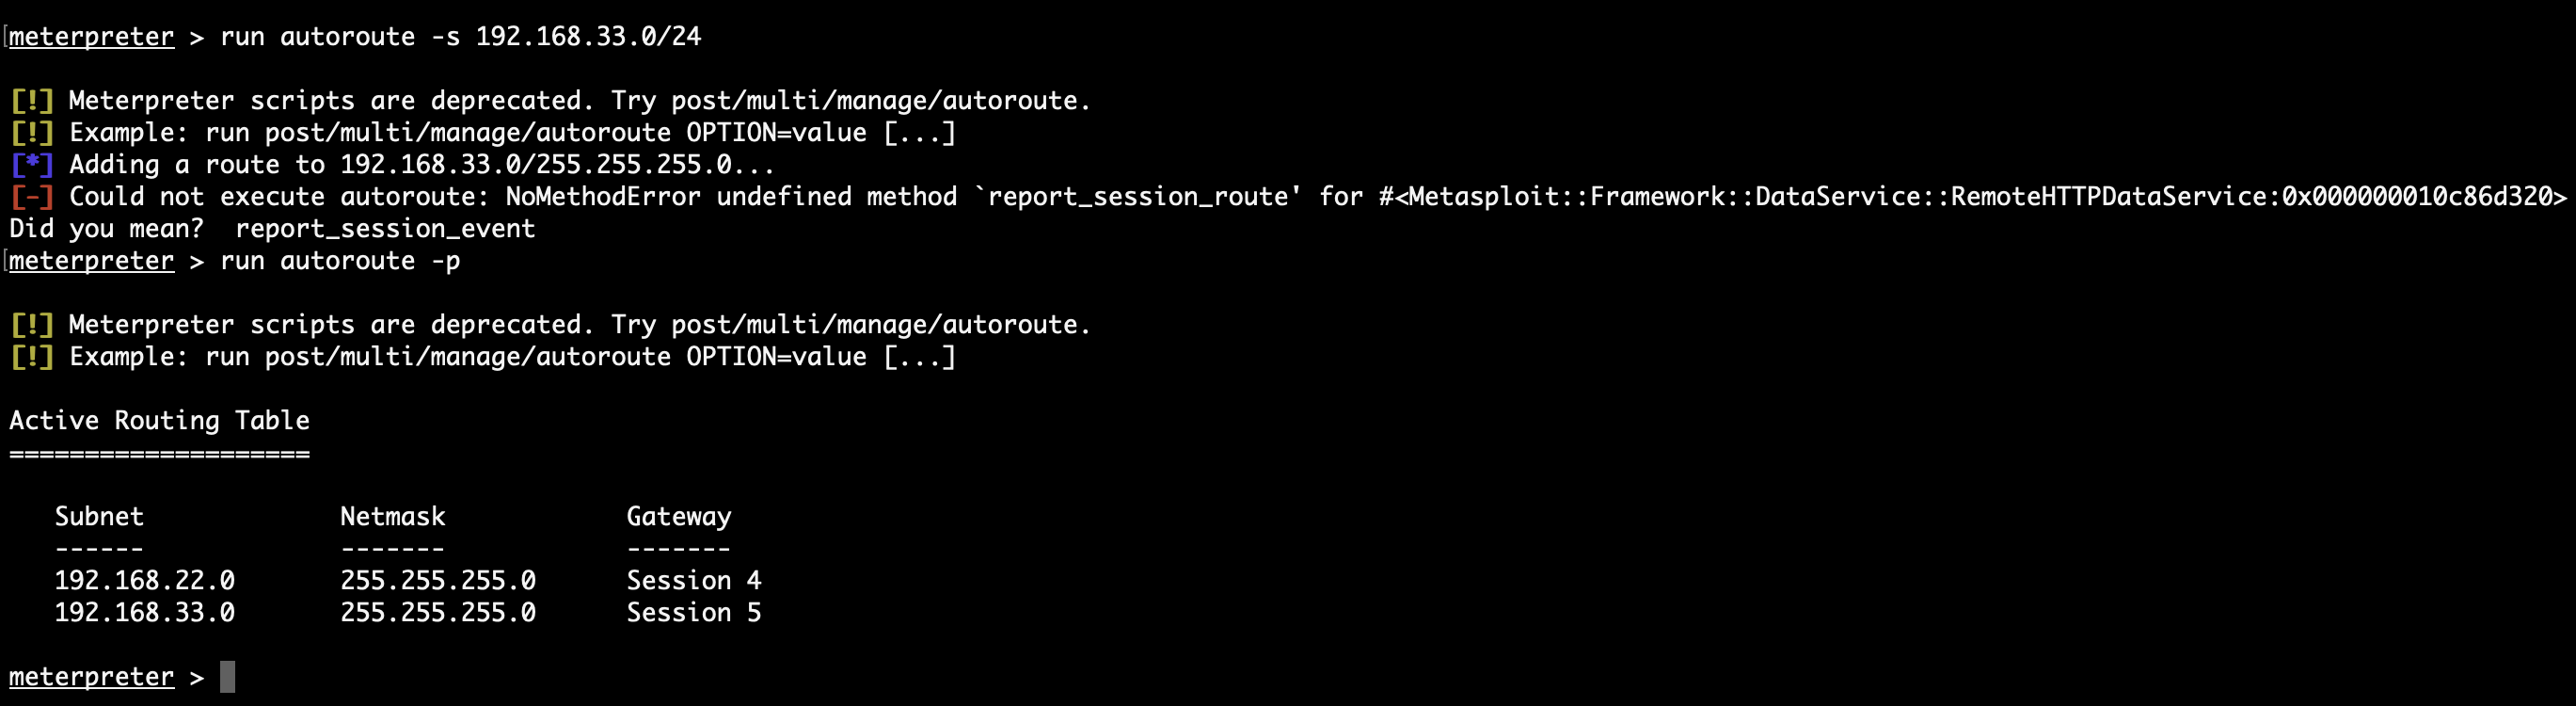 meterpreter > run autoroute -s 192.168.33.0/24
[!] Meterpreter scripts are deprecated. Try post/multi/manage/autoroute.
[!] Example: run post/multi/manage/autoroute OPTION=value [...]
[*] Adding a route to 192.168.33.0/255.255.255.0...
[-] Could not execute autoroute: NoMethodError undefined method `report_session_route' for #<Metasploit::Framework::DataService::RemoteHTTPDataService:0x000000010c86d320>
Did you mean?  report_session_event
meterpreter > run autoroute -p
[!] Meterpreter scripts are deprecated. Try post/multi/manage/autoroute.
[!] Example: run post/multi/manage/autoroute OPTION=value [...]
Active Routing Table
====================
Subnet             Netmask            Gateway
------             -------            -------
192.168.22.0       255.255.255.0      Session 4
192.168.33.0       255.255.255.0      Session 5
meterpreter >